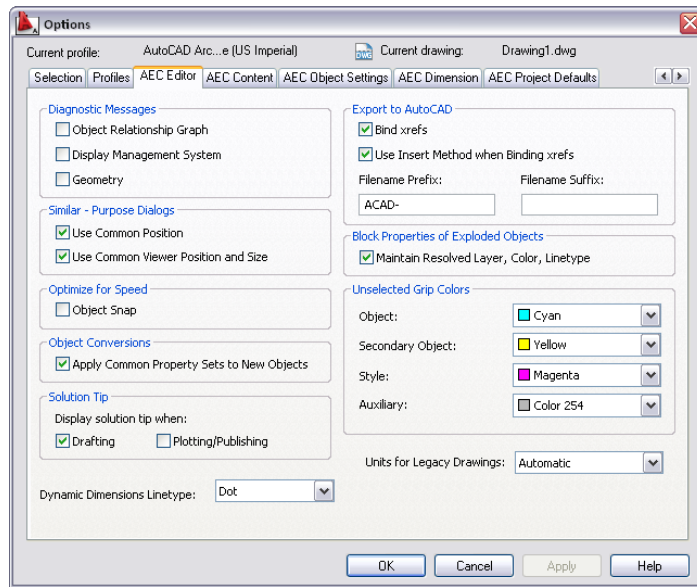 Options
Current profile: AutoCAD Arc...e (US Imperial) DWG Current drawing: Drawing1.dwg
Selection Profiles AEC Editor AEC Content AEC Object Settings AEC Dimension AEC Project Defaults
Diagnostic Messages
Object Relationship Graph
Display Management System
Geometry
Similar - Purpose Dialogs
Use Common Position
Use Common Viewer Position and Size
Optimize for Speed
Object Snap
Object Conversions
Apply Common Property Sets to New Objects
Solution Tip
Display solution tip when:
Drafting Plotting/Publishing
Dynamic Dimensions Linetype: Dot
Export to AutoCAD
Bind xrefs
Use Insert Method when Binding xrefs
Filename Prefix: Filename Suffix:
ACAD-
Block Properties of Exploded Objects
Maintain Resolved Layer, Color, Linetype
Unselected Grip Colors
Object: Cyan
Secondary Object: Yellow
Style: Magenta
Auxiliary: Color 254
Units for Legacy Drawings: Automatic
OK Cancel Apply Help